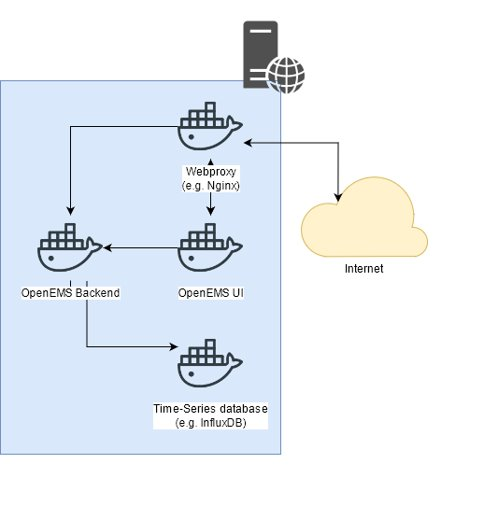 Webproxy
(e.g. Nginx)
OpenEMS Backend
OpenEMS UI
Internet
Time-Series database
(e.g. InfluxDB)